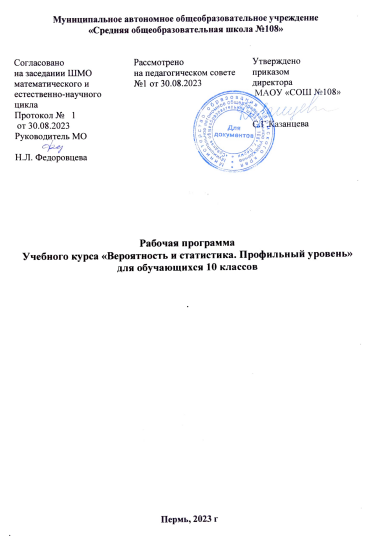 Муниципальное автономное общеобразовательное учреждение
«Средняя общеобразовательная школа №108»
Согласовано
на заседании ШМО
математического и
естественно-научного
цикла
Протокол № 1
от 30.08.2023
Руководитель МО
Н.Л. Федоровцева
Рассмотрено
на педагогическом совете
№1 от 30.08.2023
Утверждено
приказом
директора
МАОУ «СОШ №108»
С.Г.Казанцева
Для
документов
Рабочая программа
Учебного курса «Вероятность и статистика. Профильный уровень»
для обучающихся 10 классов
Пермь, 2023 г